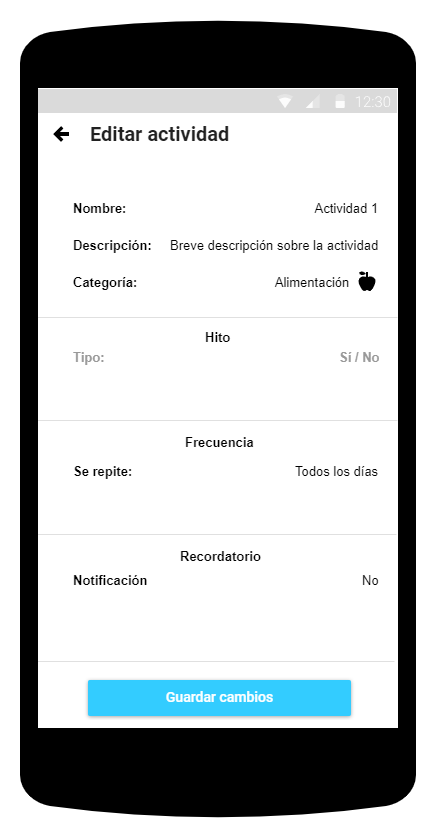 12:30
Editar actividad
Nombre: Actividad 1
Descripción: Breve descripción sobre la actividad
Categoría: Alimentación
Hito
Tipo: Sí / No
Frecuencia
Se repite: Todos los días
Recordatorio
Notificación No
Guardar cambios